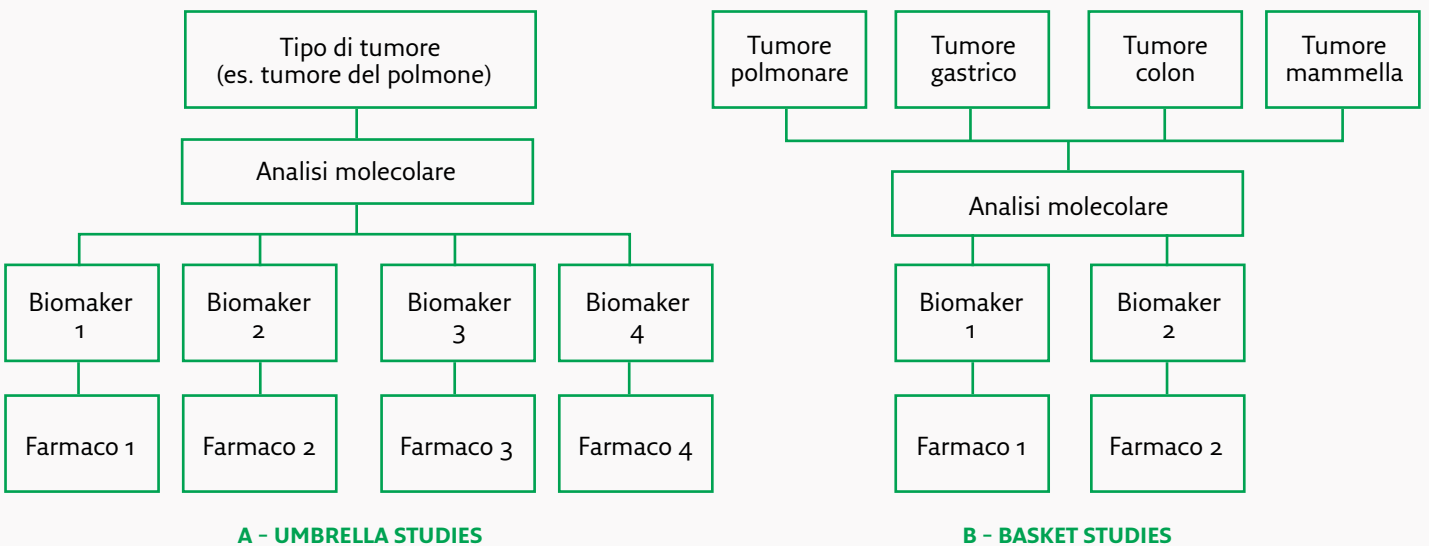 Tipo di tumore
(es. tumore del polmone)
Analisi molecolare
Biomaker
1
Biomaker
2
Biomaker
3
Biomaker
4
Farmaco 1
Farmaco 2
Farmaco 3
Farmaco 4
A – UMBRELLA STUDIES
Tumore
polmonare
Tumore
gastrico
Tumore
colon
Tumore
mammella
Analisi molecolare
Biomaker
1
Biomaker
2
Farmaco 1
Farmaco 2
B – BASKET STUDIES